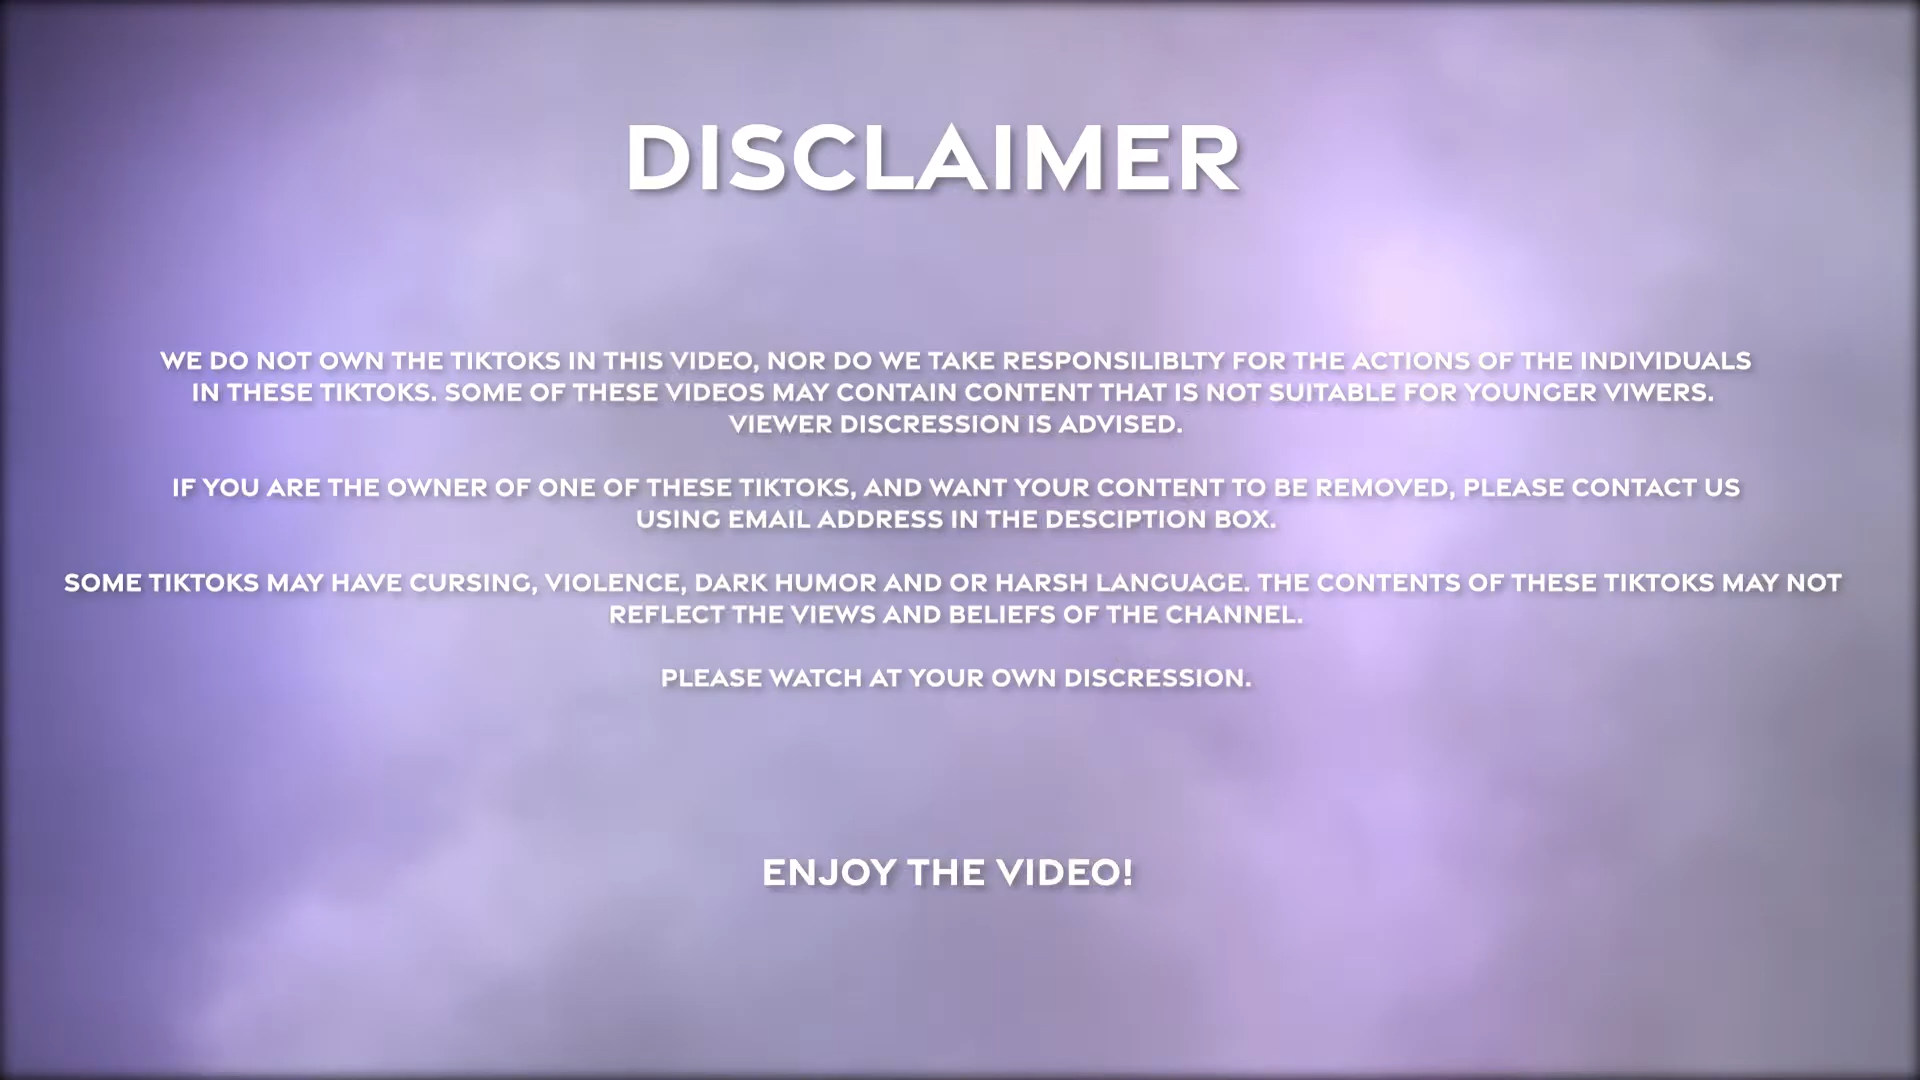 DISCLAIMER
WE DO NOT OWN THE TIKTOKS IN THIS VIDEO, NOR DO WE TAKE RESPONSILIBLTY FOR THE ACTIONS OF THE INDIVIDUALS
IN THESE TIKTOKS. SOME OF THESE VIDEOS MAY CONTAIN CONTENT THAT IS NOT SUITABLE FOR YOUNGER VIWERS.
VIEWER DISCRESSION IS ADVISED.
IF YOU ARE THE OWNER OF ONE OF THESE TIKTOKS, AND WANT YOUR CONTENT TO BE REMOVED, PLEASE CONTACT US
USING EMAIL ADDRESS IN THE DESCIPTION BOX.
SOME TIKTOKS MAY HAVE CURSING, VIOLENCE, DARK HUMOR AND OR HARSH LANGUAGE. THE CONTENTS OF THESE TIKTOKS MAY NOT
REFLECT THE VIEWS AND BELIEFS OF THE CHANNEL.
PLEASE WATCH AT YOUR OWN DISCRESSION.
ENJOY THE VIDEO!